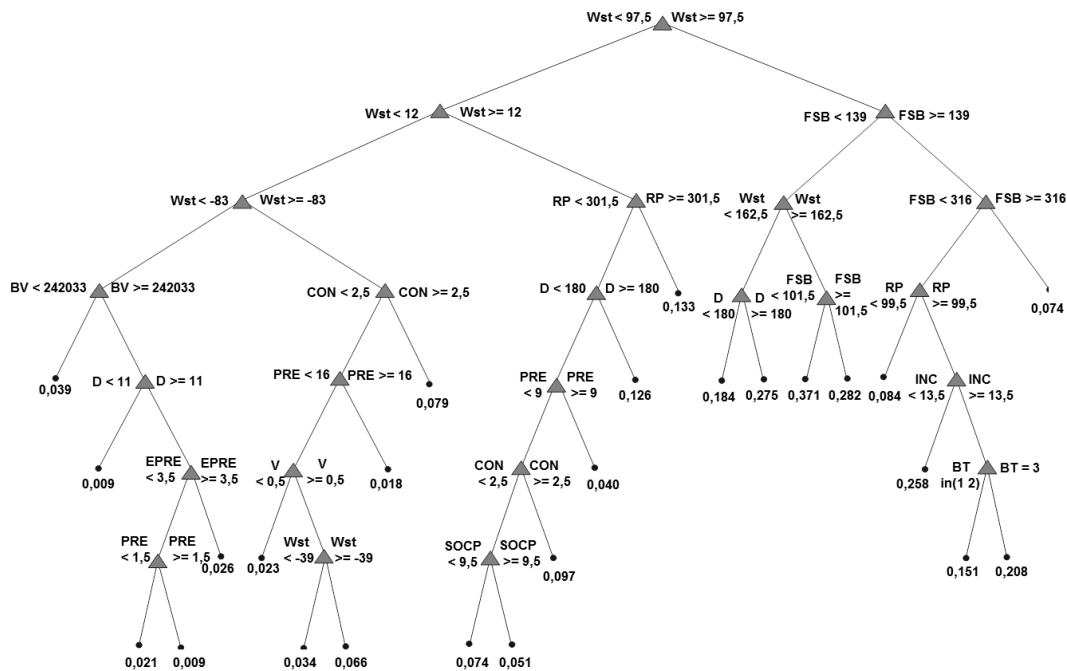 Wst < 97,5 Wst >= 97,5
Wst < 12 Wst >= 12
FSB < 139 FSB >= 139
Wst < -83 Wst >= -83
RP < 301,5 RP >= 301,5
Wst < 162,5 Wst >= 162,5
FSB < 316 FSB >= 316
BV < 242033 BV >= 242033
CON < 2,5 CON >= 2,5
D < 180 D >= 180
0,133
D < 180 D >= 180
FSB < 101,5 FSB >= 101,5
RP < 99,5 RP >= 99,5
0,074
0,039
D < 11 D >= 11
PRE < 16 PRE >= 16
0,079
PRE < 9 PRE >= 9
0,126
0,184
0,275
0,371
0,282
0,084
INC < 13,5 INC >= 13,5
0,009
EPRE < 3,5 EPRE >= 3,5
V < 0,5 V >= 0,5
0,018
CON < 2,5 CON >= 2,5
0,040
0,258
BT in(1 2) BT = 3
PRE < 1,5 PRE >= 1,5
0,026
0,023
Wst < -39 Wst >= -39
SOCP < 9,5 SOCP >= 9,5
0,097
0,151
0,208
0,021
0,009
0,034
0,066
0,074
0,051